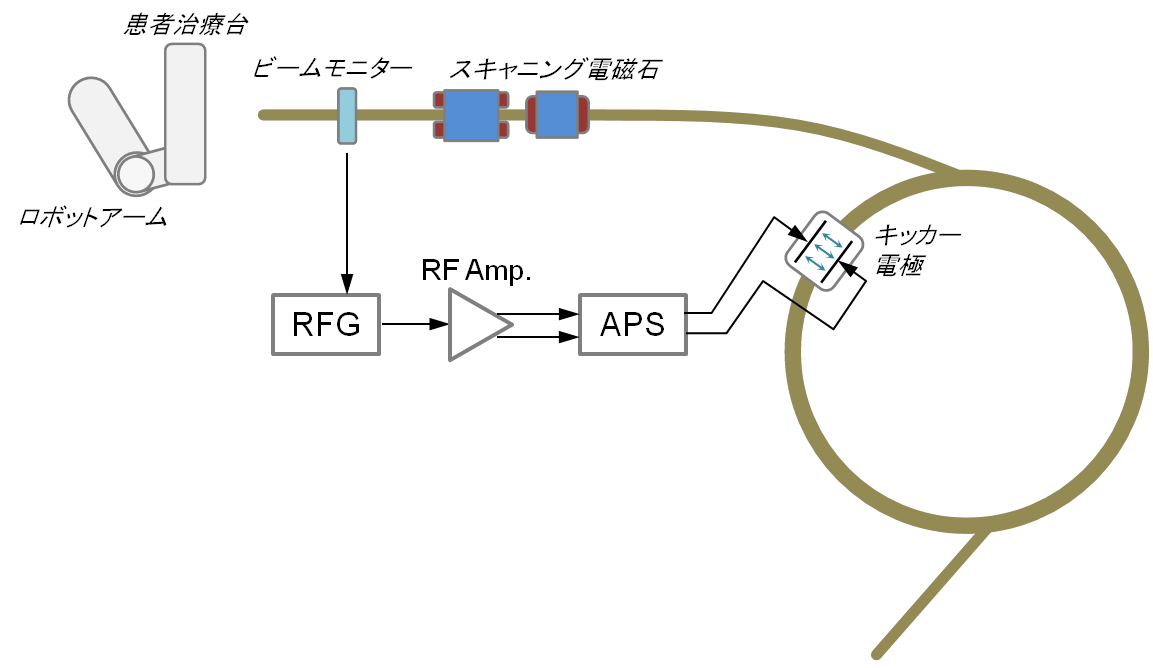 患者治療台
ビームモニター
スキャニング電磁石
ロボットアーム
キッカー
電極
RF Amp.
RFG
APS